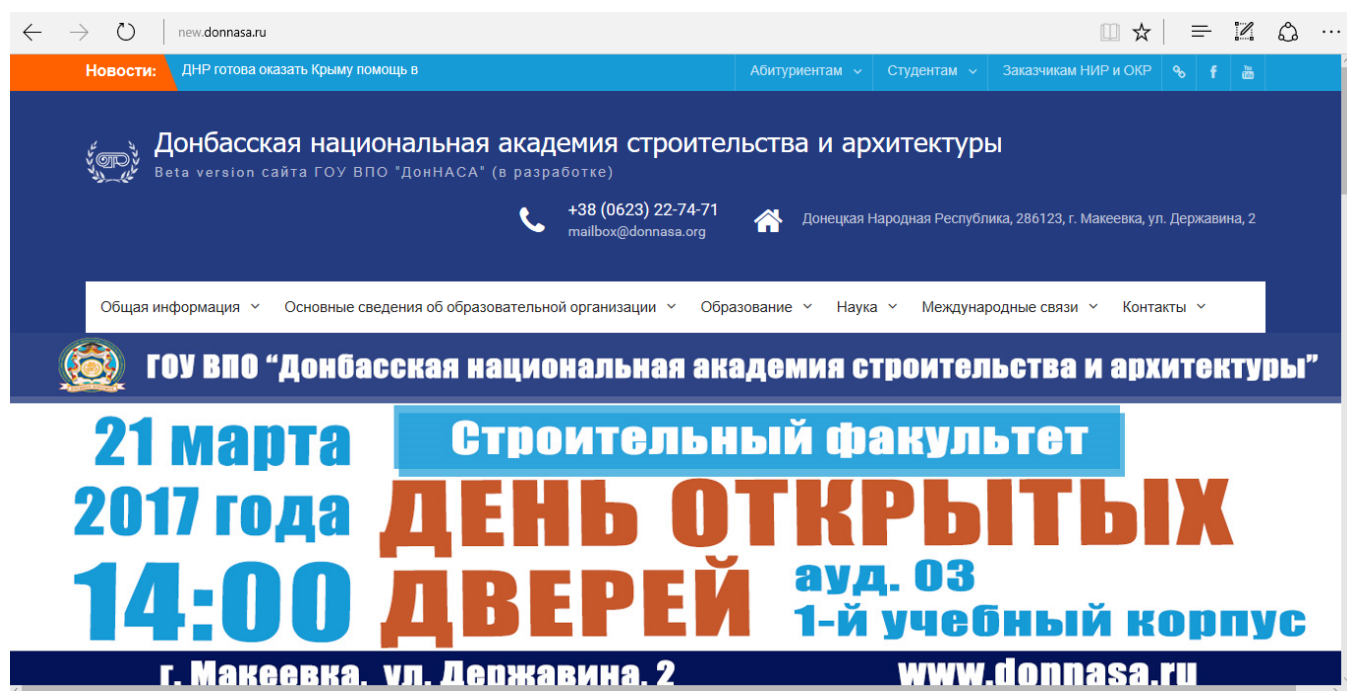 new.donnasa.ru
Новости: ДНР готова оказать Крыму помощь в
Абитуриентам Студентам Заказчикам НИР и ОКР
Донбасская национальная академия строительства и архитектуры
Beta version сайта ГОУ ВПО "ДонНАСА" (в разработке)
+38 (0623) 22-74-71
mailbox@donnasa.org
Донецкая Народная Республика, 286123, г. Макеевка, ул. Державина, 2
Общая информация Основные сведения об образовательной организации Образование Наука Международные связи Контакты
ГОУ ВПО “Донбасская национальная академия строительства и архитектуры”
21 марта
2017 года
14:00
Строительный факультет
ДЕНЬ ОТКРЫТЫХ
ДВЕРЕЙ
ауд. 03
1-й учебный корпус
г. Макеевка, ул. Державина, 2 www.donnasa.ru